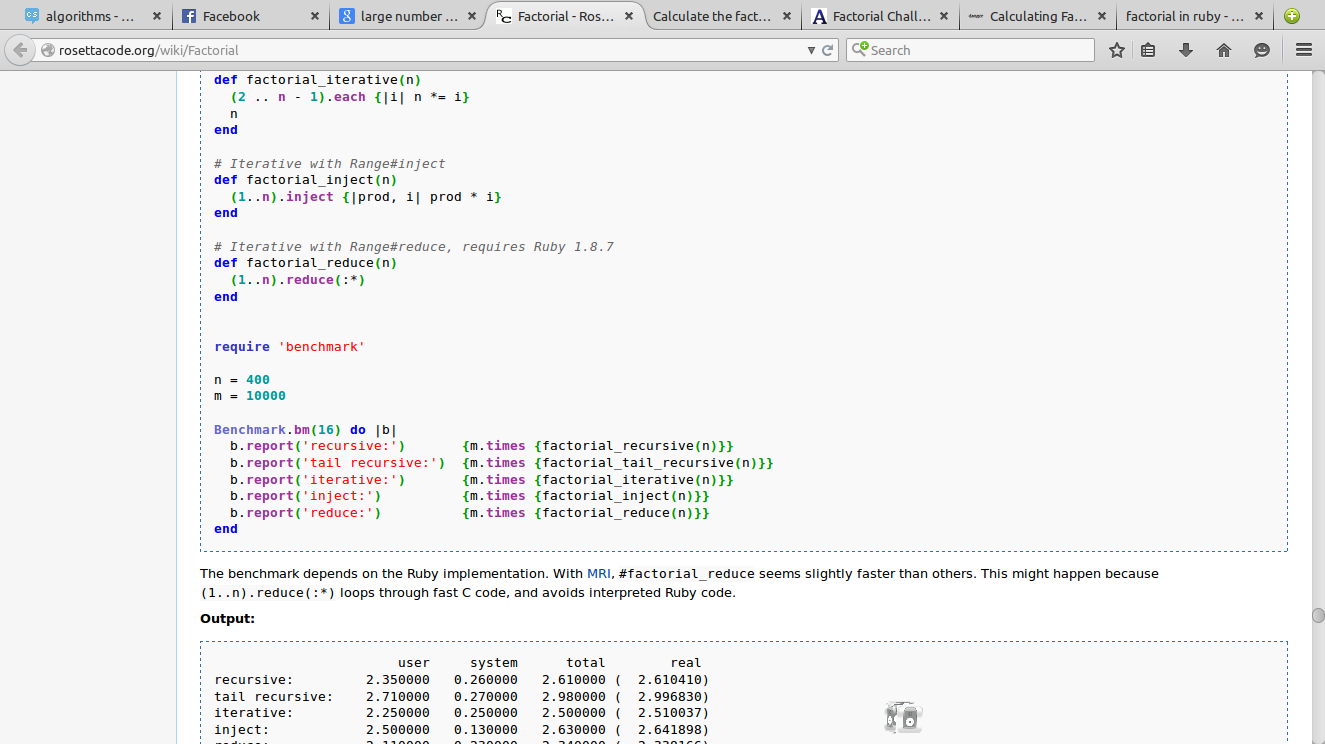 algorithms - ...
Facebook
large number ...
Factorial - Ros...
Calculate the fact...
Factorial Chall...
Calculating Fa...
factorial in ruby - ...
rosettacode.org/wiki/Factorial
Search
def factorial_iterative(n)
  (2 .. n - 1).each {|i| n *= i}
  n
end
# Iterative with Range#inject
def factorial_inject(n)
  (1..n).inject {|prod, i| prod * i}
end
# Iterative with Range#reduce, requires Ruby 1.8.7
def factorial_reduce(n)
  (1..n).reduce(:*)
end
require 'benchmark'
n = 400
m = 10000
Benchmark.bm(16) do |b|
  b.report('recursive:')       {m.times {factorial_recursive(n)}}
  b.report('tail recursive:')  {m.times {factorial_tail_recursive(n)}}
  b.report('iterative:')       {m.times {factorial_iterative(n)}}
  b.report('inject:')          {m.times {factorial_inject(n)}}
  b.report('reduce:')          {m.times {factorial_reduce(n)}}
end
The benchmark depends on the Ruby implementation. With MRI, #factorial_reduce seems slightly faster than others. This might happen because
(1..n).reduce(:*) loops through fast C code, and avoids interpreted Ruby code.
Output:
user     system      total        real
recursive:         2.350000   0.260000   2.610000 (  2.610410)
tail recursive:    2.710000   0.270000   2.980000 (  2.996830)
iterative:         2.250000   0.250000   2.500000 (  2.510037)
inject:            2.500000   0.130000   2.630000 (  2.641898)